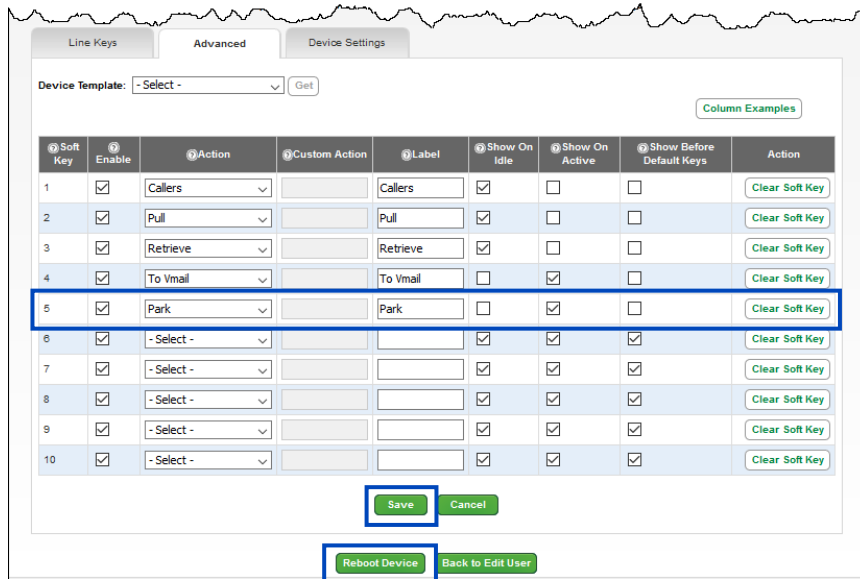 Line Keys Advanced Device Settings
Device Template: - Select - Get
Column Examples
Soft Key Enable Action Custom Action Label Show On Idle Show On Active Show Before Default Keys Action
1 Callers Callers Clear Soft Key
2 Pull Pull Clear Soft Key
3 Retrieve Retrieve Clear Soft Key
4 To Vmail To Vmail Clear Soft Key
5 Park Park Clear Soft Key
6 - Select - Clear Soft Key
7 - Select - Clear Soft Key
8 - Select - Clear Soft Key
9 - Select - Clear Soft Key
10 - Select - Clear Soft Key
Save Cancel
Reboot Device Back to Edit User